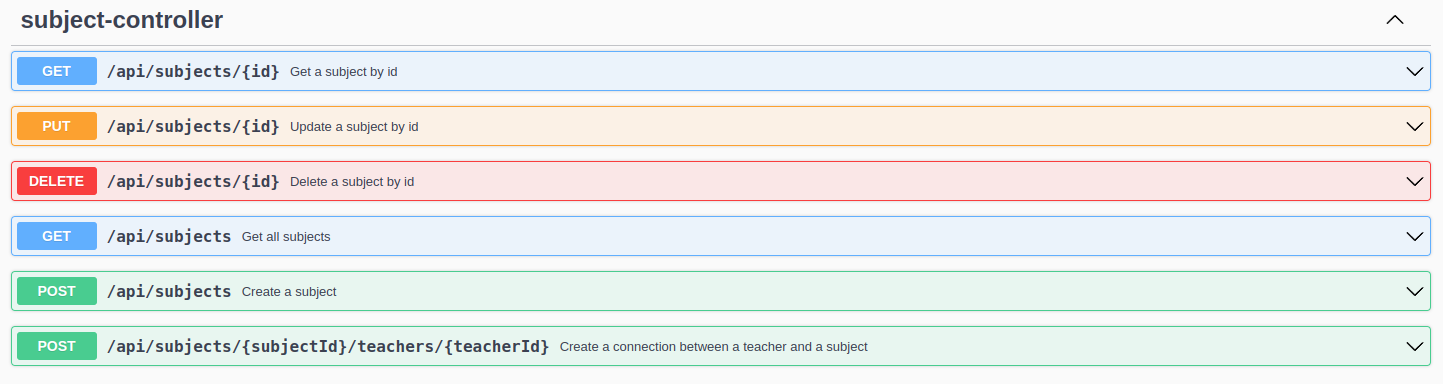 subject-controller
GET /api/subjects/{id} Get a subject by id
PUT /api/subjects/{id} Update a subject by id
DELETE /api/subjects/{id} Delete a subject by id
GET /api/subjects Get all subjects
POST /api/subjects Create a subject
POST /api/subjects/{subjectId}/teachers/{teacherId} Create a connection between a teacher and a subject